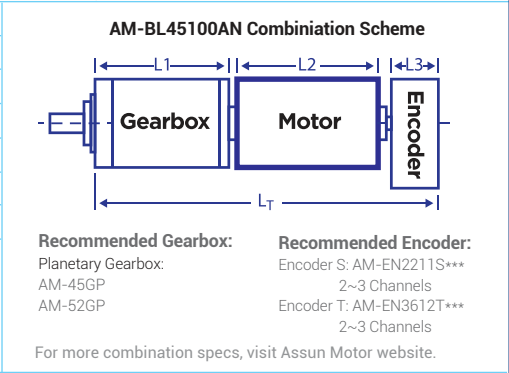 AM-BL45100AN Combiniation Scheme
L1 L2 L3
Gearbox Motor Encoder
LT
Recommended Gearbox:
Planetary Gearbox:
AM-45GP
AM-52GP
Recommended Encoder:
Encoder S: AM-EN2211S***
2~3 Channels
Encoder T: AM-EN3612T***
2~3 Channels
For more combination specs, visit Assun Motor website.